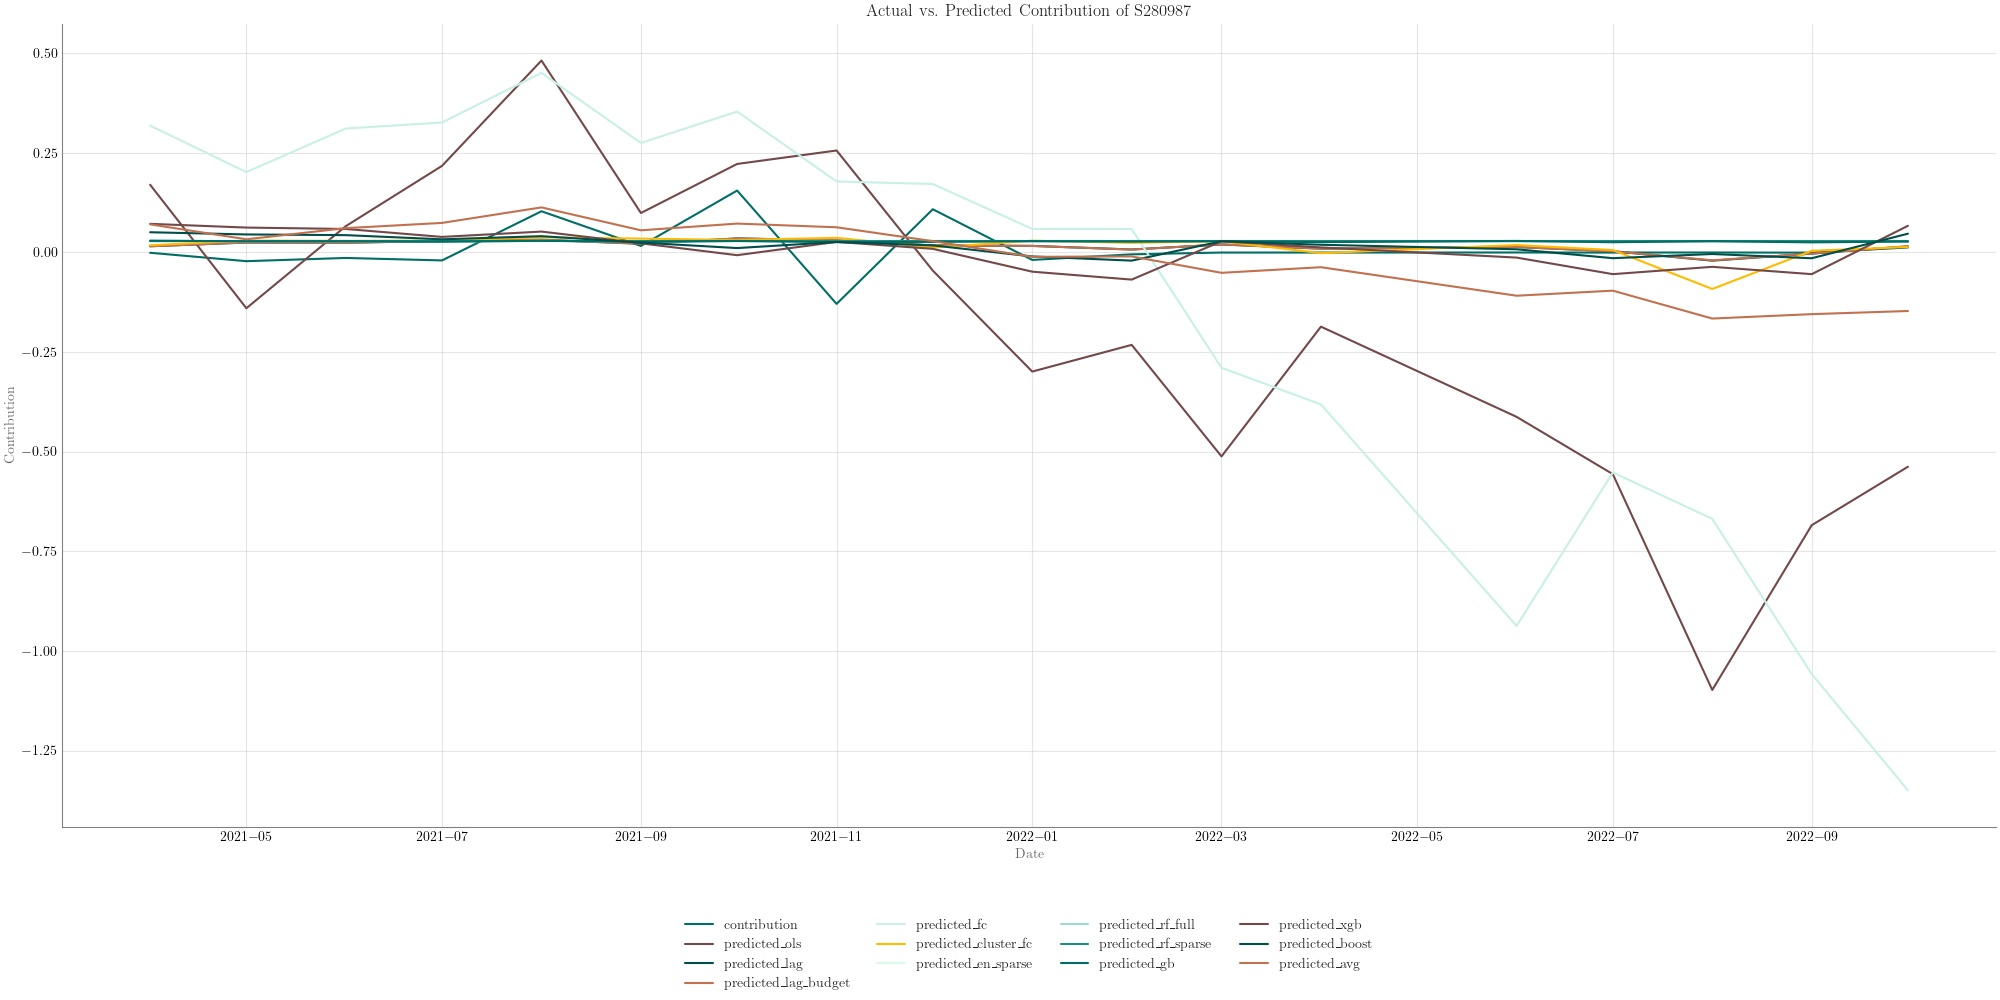 Actual vs. Predicted Contribution of S280987
0.50
0.25
0.00
−0.25
−0.50
−0.75
−1.00
−1.25
Contribution
2021−05 2021−07 2021−09 2021−11 2022−01 2022−03 2022−05 2022−07 2022−09
Date
contribution predicted_fc predicted_rf_full predicted_xgb
predicted_ols predicted_cluster_fc predicted_rf_sparse predicted_boost
predicted_lag predicted_en_sparse predicted_gb predicted_avg
predicted_lag_budget